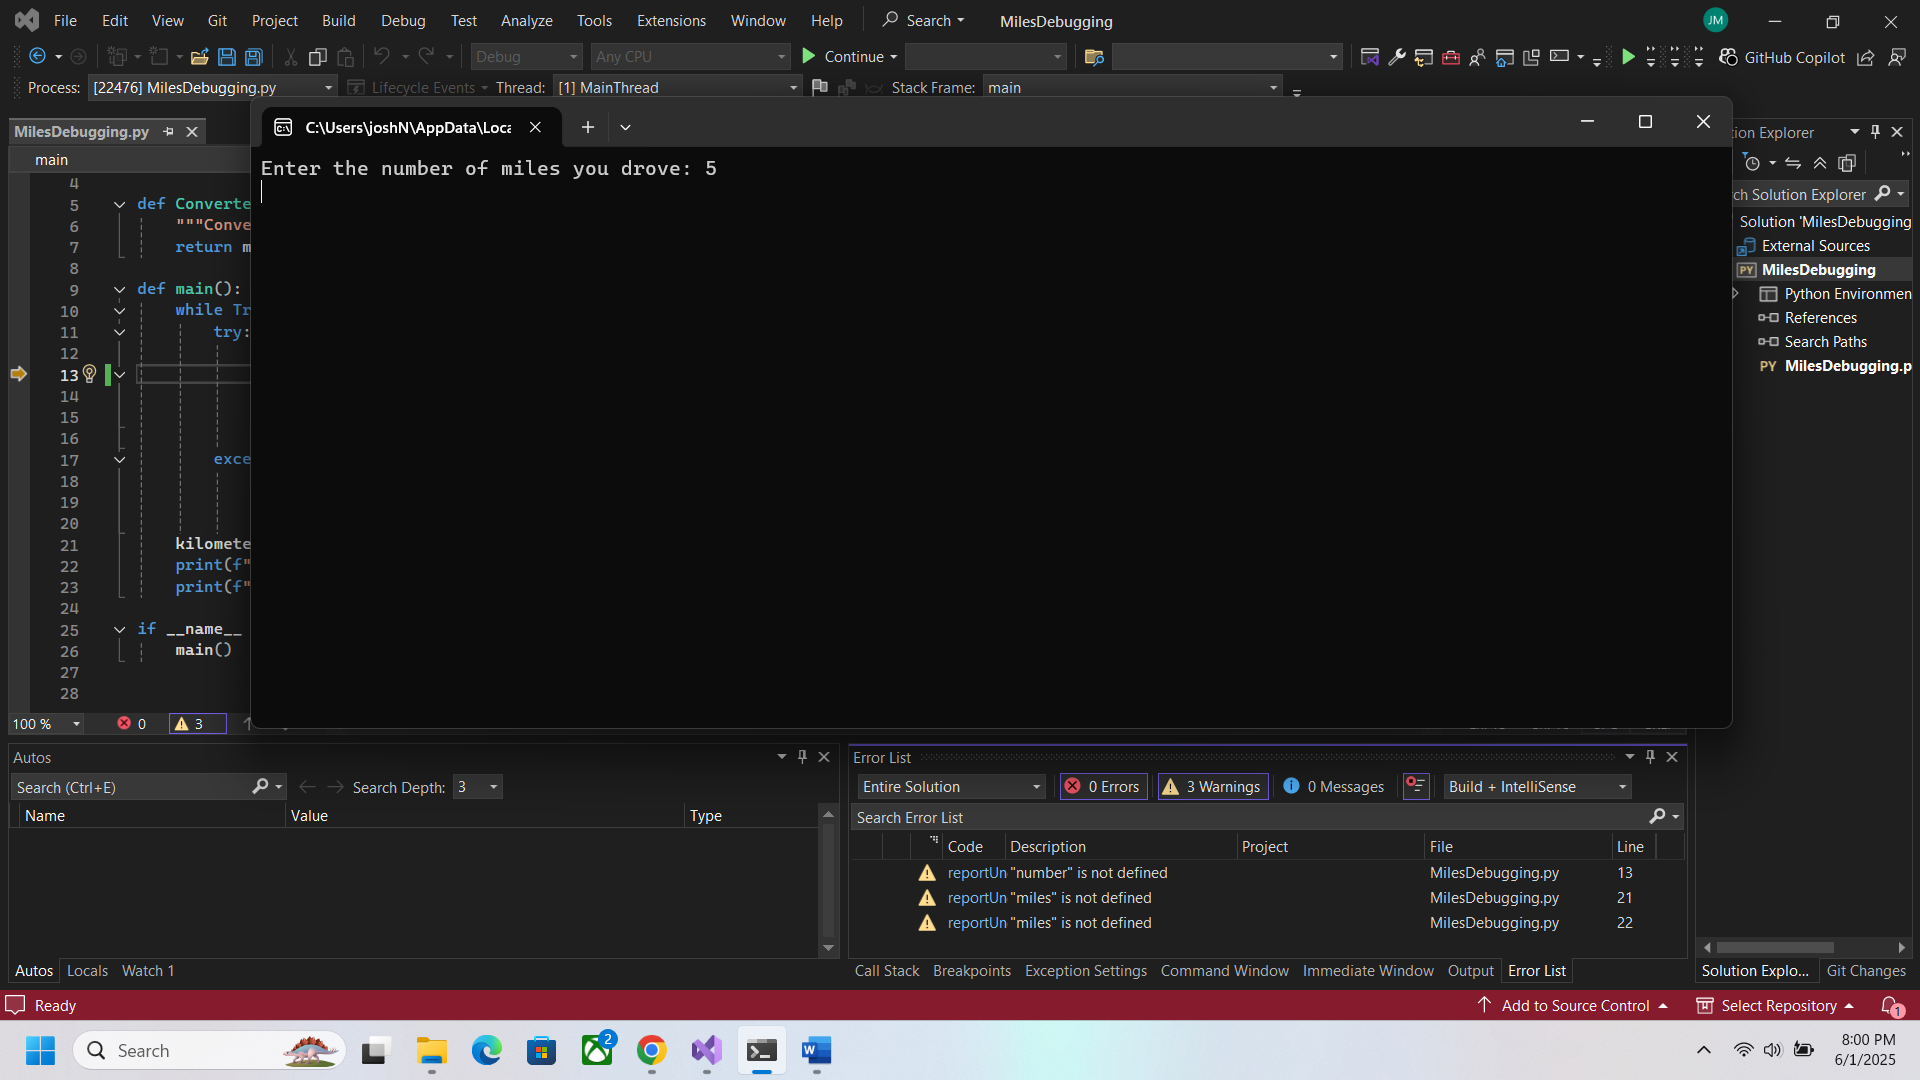 File Edit View Git Project Build Debug Test Analyze Tools Extensions Window Help Search MilesDebugging JM
Debug Any CPU Continue GitHub Copilot
Process: [22476] MilesDebugging.py Lifecycle Events Thread: [1] MainThread Stack Frame: main
MilesDebugging.py
main
4
5 def Converte
6 """Conve
7 return m
8
9 def main():
10 while Tr
11 try:
12
13
14
15
16
17 exce
18
19
20
21 kilomete
22 print(f"
23 print(f"
24
25 if __name__
26 main()
27
28
100 % 0 3
C:\Users\joshN\AppData\Loca
Enter the number of miles you drove: 5
tion Explorer
rch Solution Explorer
Solution 'MilesDebugging
External Sources
PY MilesDebugging
Python Environmen
References
Search Paths
PY MilesDebugging.p
Autos
Search (Ctrl+E) Search Depth: 3
Name Value Type
Autos Locals Watch 1
Error List
Entire Solution 0 Errors 3 Warnings 0 Messages Build + IntelliSense
Search Error List
Code Description Project File Line
reportUn "number" is not defined MilesDebugging.py 13
reportUn "miles" is not defined MilesDebugging.py 21
reportUn "miles" is not defined MilesDebugging.py 22
Call Stack Breakpoints Exception Settings Command Window Immediate Window Output Error List
Solution Explo... Git Changes
Ready Add to Source Control Select Repository 1
Search 2 8:00 PM
6/1/2025